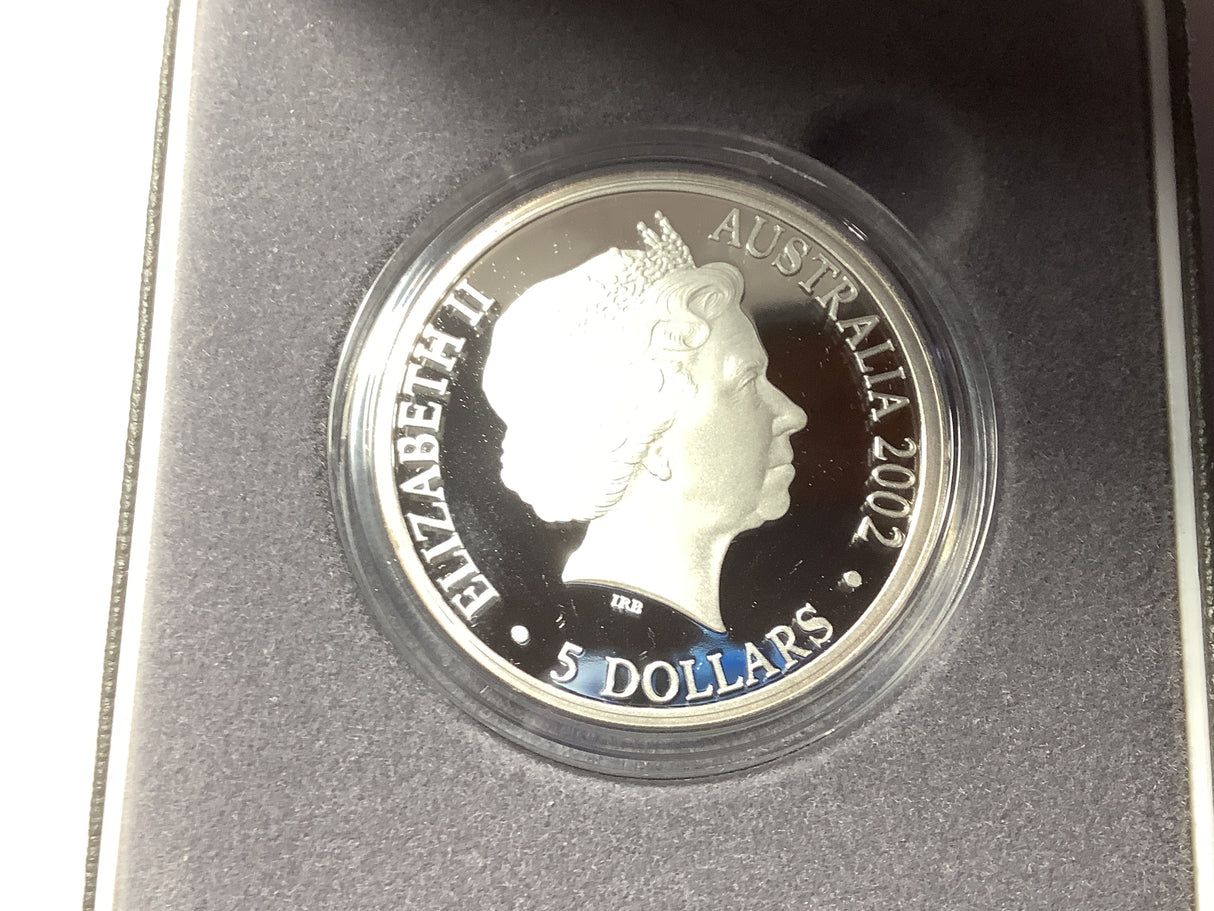 ELIZABETH II
AUSTRALIA 2002
IRB
5 DOLLARS